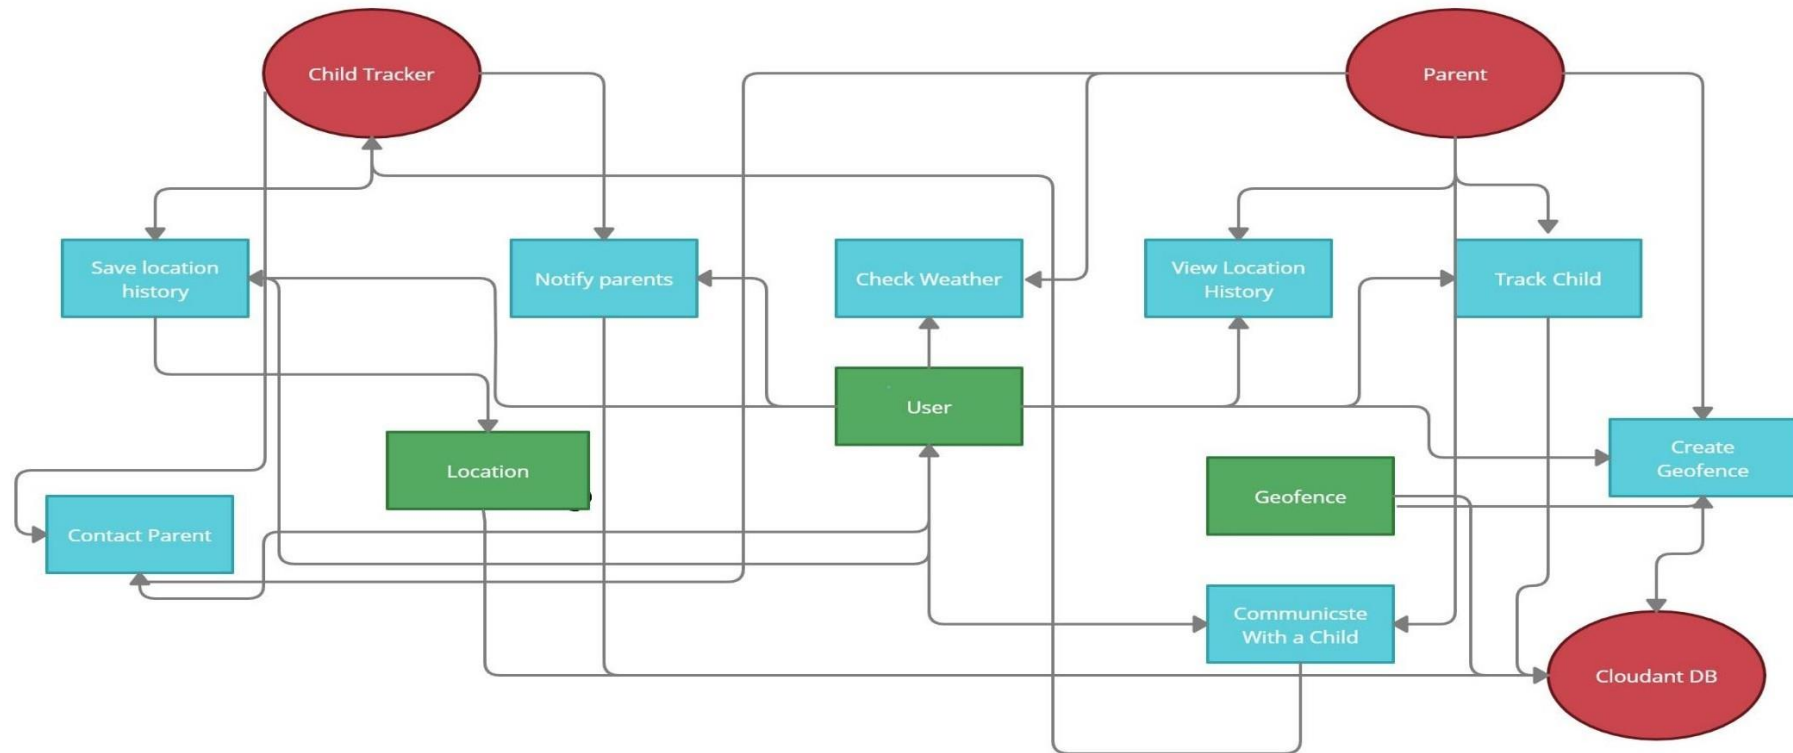 Child Tracker
Parent
Save location
history
Notify parents
Check Weather
View Location
History
Track Child
User
Location
Create
Geofence
Geofence
Contact Parent
Communicste
With a Child
Cloudant DB